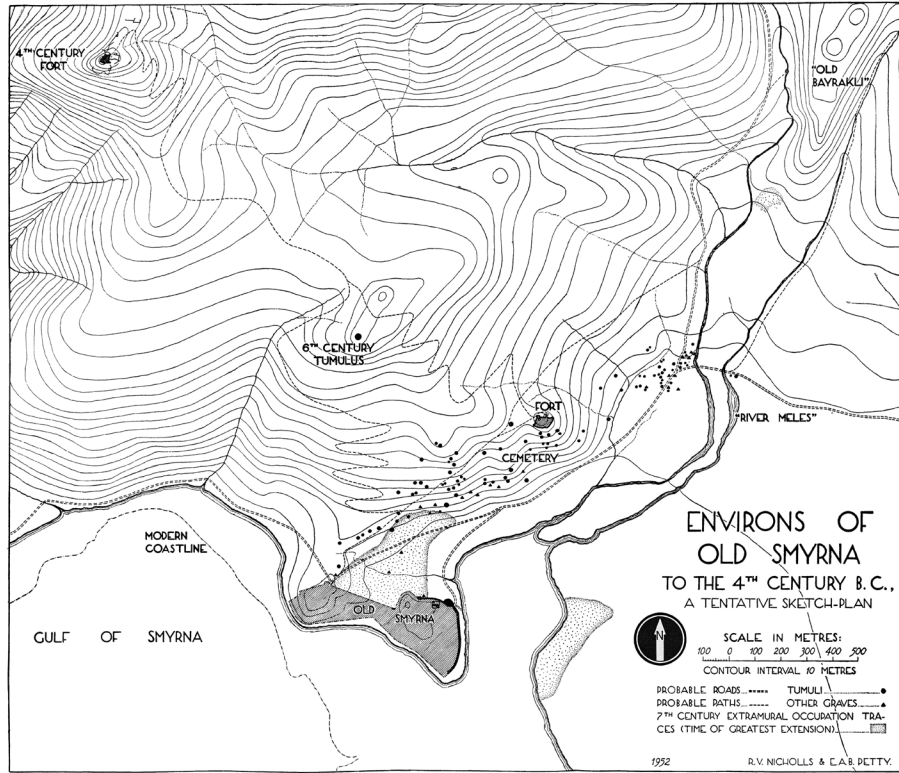 4TH CENTURY
FORT
"OLD
BAYRAKLI"
6TH CENTURY
TUMULUS
FORT
"RIVER MELES"
CEMETERY
MODERN
COASTLINE
OLD
SMYRNA
GULF OF SMYRNA
ENVIRONS OF
OLD SMYRNA
TO THE 4TH CENTURY B.C.,
A TENTATIVE SKETCH-PLAN
N
SCALE IN METRES:
100 0 100 200 300 400 500
CONTOUR INTERVAL 10 METRES
PROBABLE ROADS TUMULI
PROBABLE PATHS OTHER GRAVES
7TH CENTURY EXTRAMURAL OCCUPATION TRA-
CES (TIME OF GREATEST EXTENSION)
1952 R.V. NICHOLLS & E.A.B. PETTY.